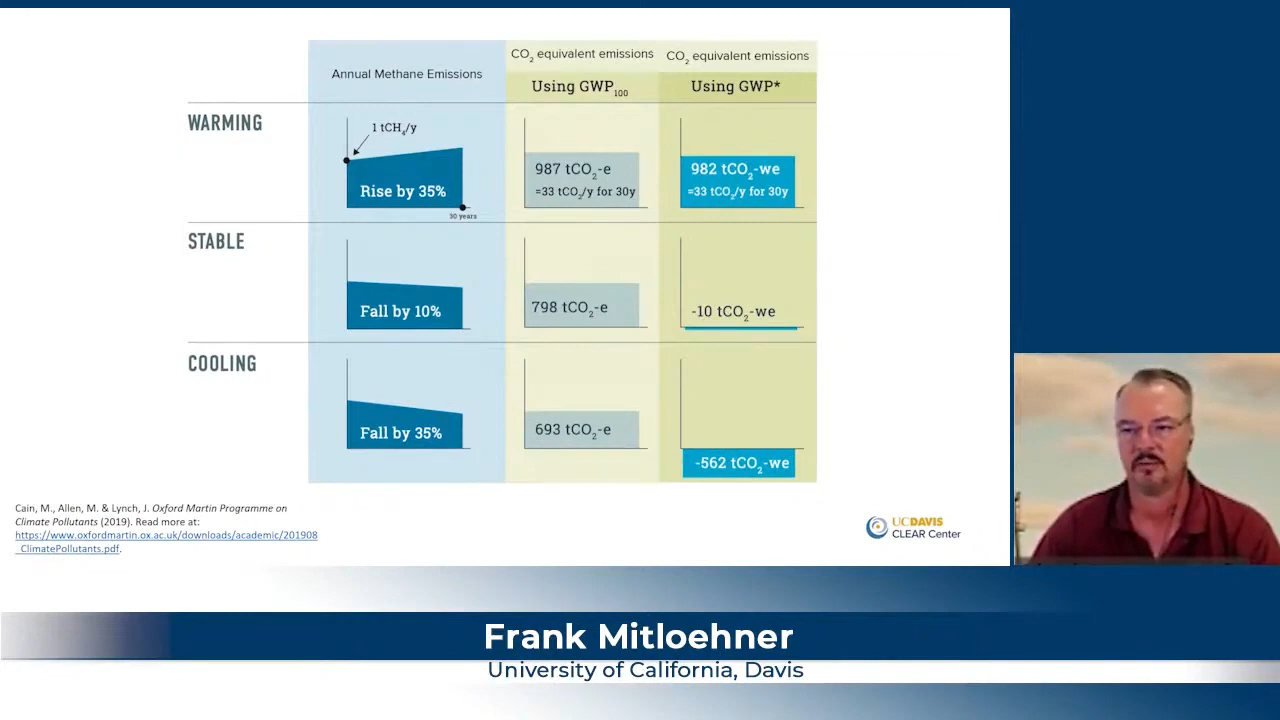 Annual Methane Emissions
CO₂ equivalent emissions
Using GWP₁₀₀
CO₂ equivalent emissions
Using GWP*
WARMING
1 tCH₄/y
Rise by 35%
30 years
987 tCO₂-e
=33 tCO₂/y for 30y
982 tCO₂-we
=33 tCO₂/y for 30y
STABLE
Fall by 10%
798 tCO₂-e
-10 tCO₂-we
COOLING
Fall by 35%
693 tCO₂-e
-562 tCO₂-we
Cain, M., Allen, M. & Lynch, J. Oxford Martin Programme on
Climate Pollutants (2019). Read more at:
https://www.oxfordmartin.ox.ac.uk/downloads/academic/201908
_ClimatePollutants.pdf.
UCDAVIS
CLEAR Center
Frank Mitloehner
University of California, Davis